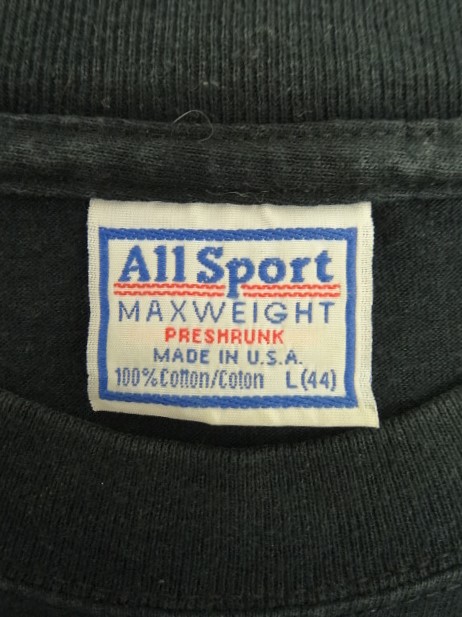 All Sport
MAXWEIGHT
PRESHRUNK
MADE IN U.S.A.
100% Cotton/Coton L (44)